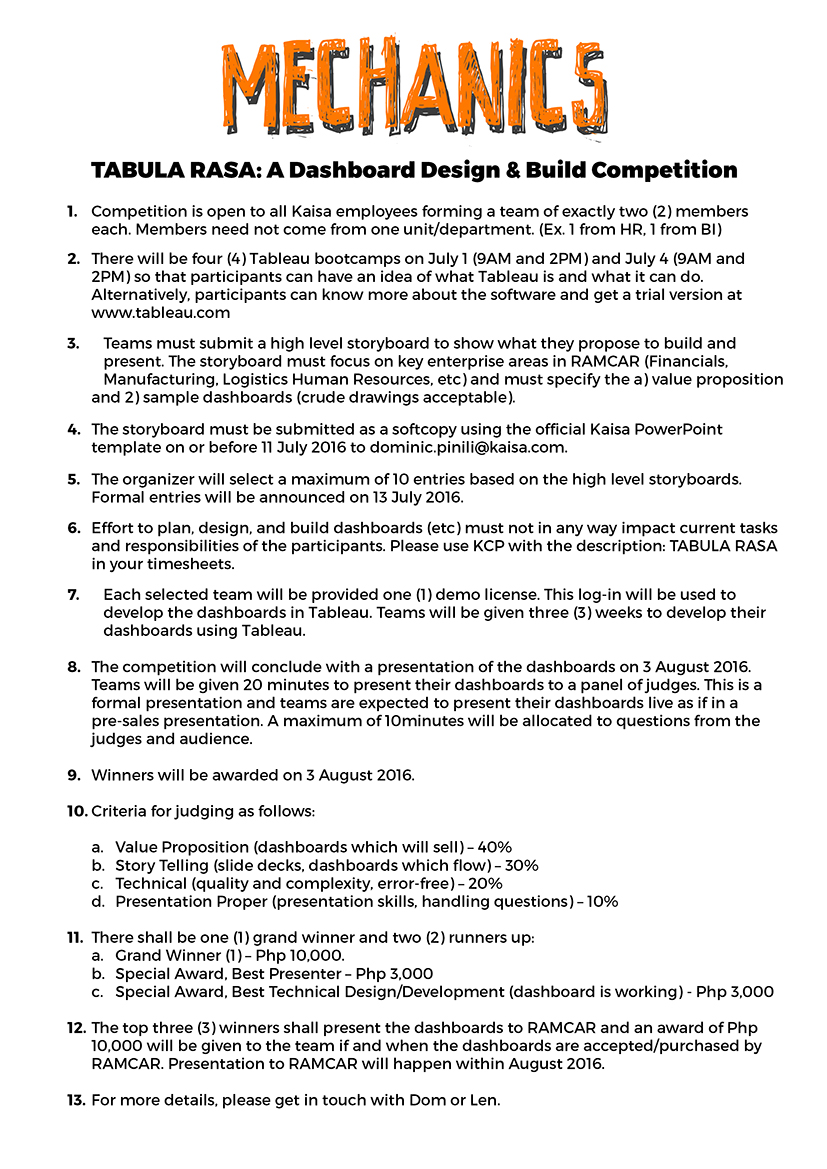 MECHANICS
TABULA RASA: A Dashboard Design & Build Competition
1. Competition is open to all Kaisa employees forming a team of exactly two (2) members
each. Members need not come from one unit/department. (Ex. 1 from HR, 1 from BI)
2. There will be four (4) Tableau bootcamps on July 1 (9AM and 2PM) and July 4 (9AM and
2PM) so that participants can have an idea of what Tableau is and what it can do.
Alternatively, participants can know more about the software and get a trial version at
www.tableau.com
3. Teams must submit a high level storyboard to show what they propose to build and
present. The storyboard must focus on key enterprise areas in RAMCAR (Financials,
Manufacturing, Logistics Human Resources, etc) and must specify the a) value proposition
and 2) sample dashboards (crude drawings acceptable).
4. The storyboard must be submitted as a softcopy using the official Kaisa PowerPoint
template on or before 11 July 2016 to dominic.pinili@kaisa.com.
5. The organizer will select a maximum of 10 entries based on the high level storyboards.
Formal entries will be announced on 13 July 2016.
6. Effort to plan, design, and build dashboards (etc) must not in any way impact current tasks
and responsibilities of the participants. Please use KCP with the description: TABULA RASA
in your timesheets.
7. Each selected team will be provided one (1) demo license. This log-in will be used to
develop the dashboards in Tableau. Teams will be given three (3) weeks to develop their
dashboards using Tableau.
8. The competition will conclude with a presentation of the dashboards on 3 August 2016.
Teams will be given 20 minutes to present their dashboards to a panel of judges. This is a
formal presentation and teams are expected to present their dashboards live as if in a
pre-sales presentation. A maximum of 10minutes will be allocated to questions from the
judges and audience.
9. Winners will be awarded on 3 August 2016.
10. Criteria for judging as follows:
a. Value Proposition (dashboards which will sell) – 40%
b. Story Telling (slide decks, dashboards which flow) – 30%
c. Technical (quality and complexity, error-free) – 20%
d. Presentation Proper (presentation skills, handling questions) – 10%
11. There shall be one (1) grand winner and two (2) runners up:
a. Grand Winner (1) – Php 10,000.
b. Special Award, Best Presenter – Php 3,000
c. Special Award, Best Technical Design/Development (dashboard is working) - Php 3,000
12. The top three (3) winners shall present the dashboards to RAMCAR and an award of Php
10,000 will be given to the team if and when the dashboards are accepted/purchased by
RAMCAR. Presentation to RAMCAR will happen within August 2016.
13. For more details, please get in touch with Dom or Len.